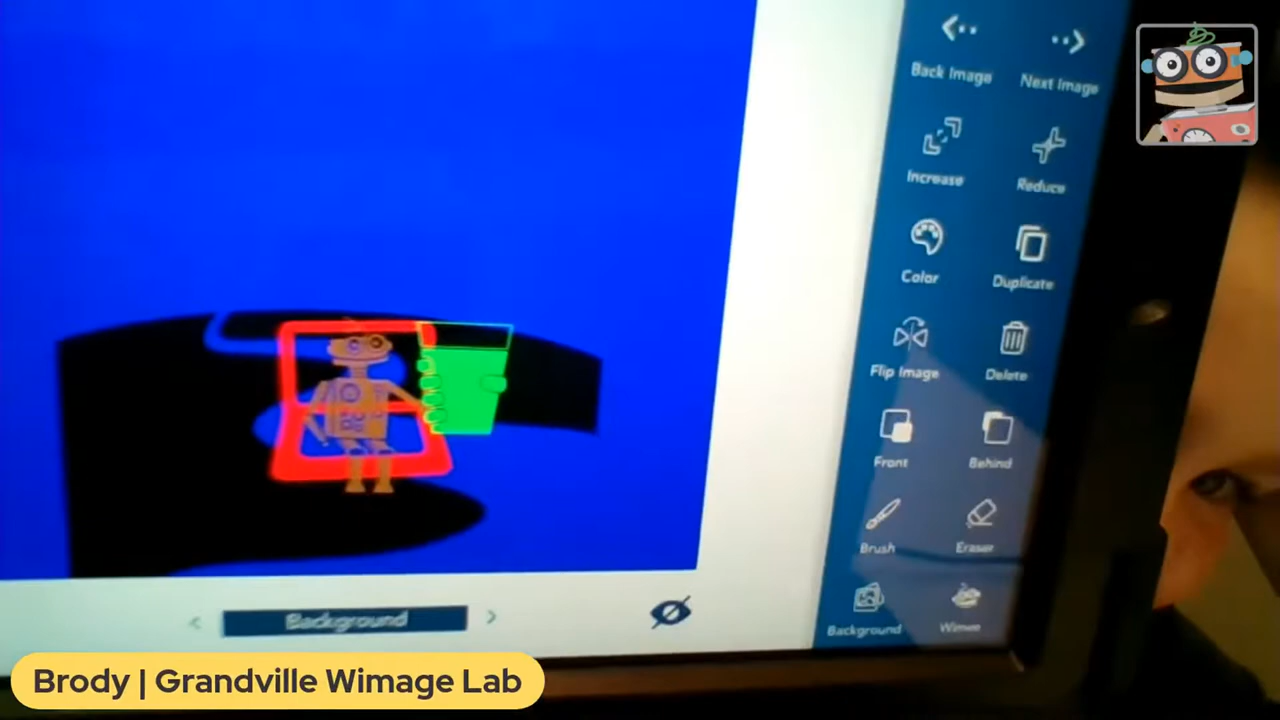 Back Image
Next Image
Increase
Reduce
Color
Duplicate
Flip Image
Delete
Front
Behind
Brush
Eraser
Background
Wimee
Background
Brody | Grandville Wimage Lab